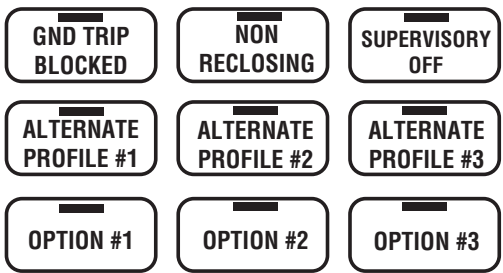 GND TRIP
BLOCKED
NON
RECLOSING
SUPERVISORY
OFF
ALTERNATE
PROFILE #1
ALTERNATE
PROFILE #2
ALTERNATE
PROFILE #3
OPTION #1
OPTION #2
OPTION #3